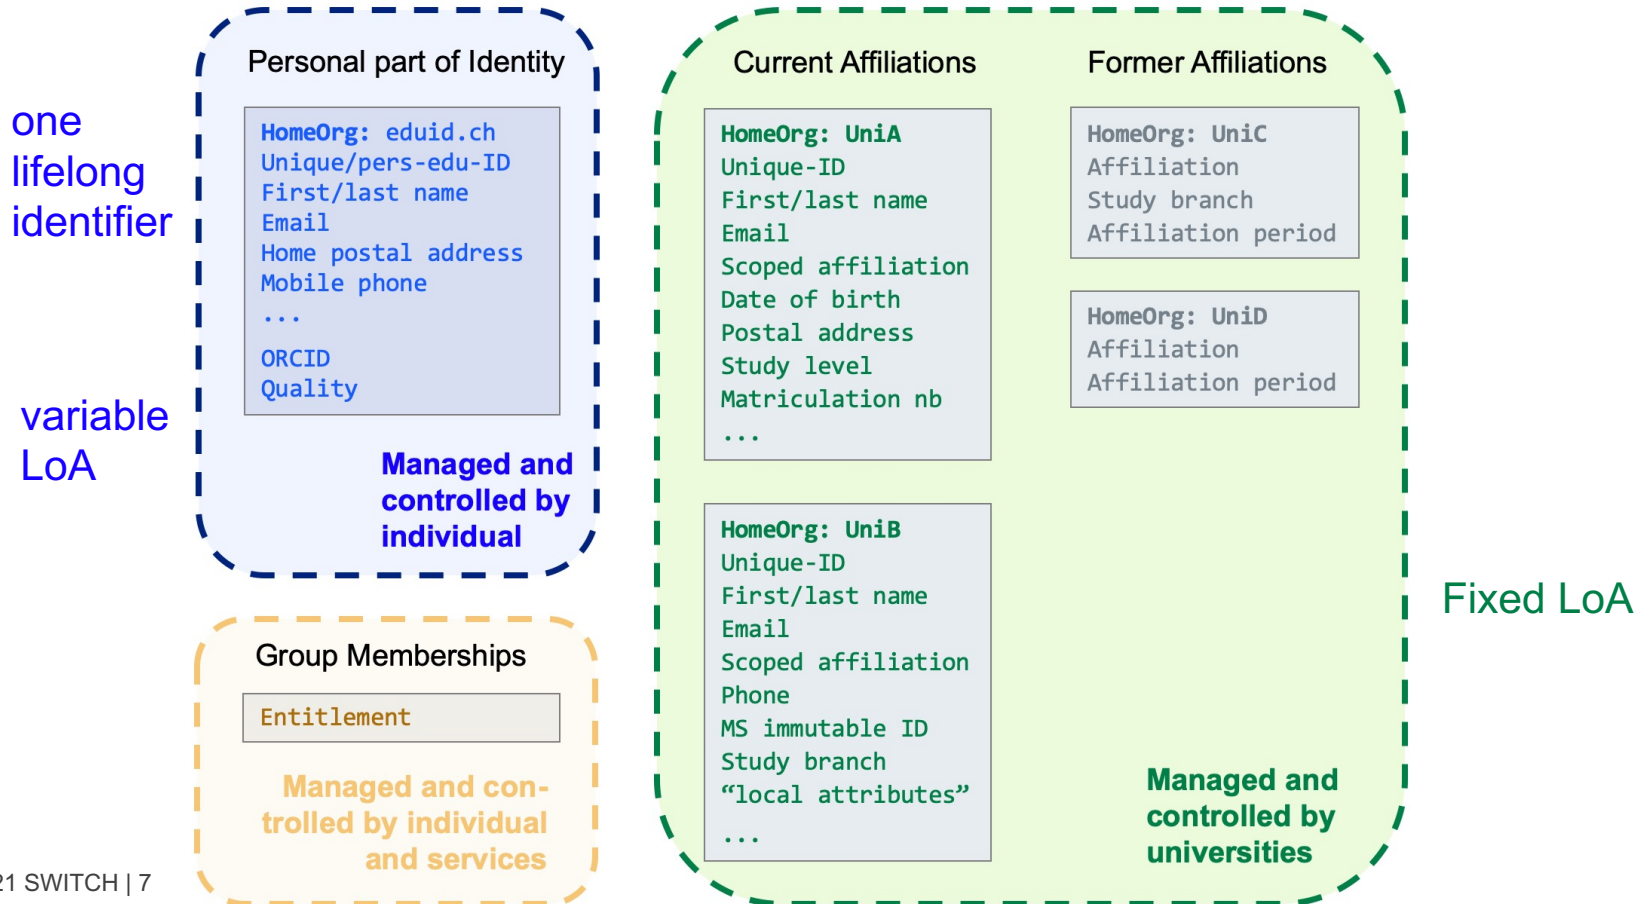 one
lifelong
identifier
variable
LoA
Personal part of Identity
HomeOrg: eduid.ch
Unique/pers-edu-ID
First/last name
Email
Home postal address
Mobile phone
...
ORCID
Quality
Managed and
controlled by
individual
Group Memberships
Entitlement
Managed and con-
trolled by individual
and services
Current Affiliations
HomeOrg: UniA
Unique-ID
First/last name
Email
Scoped affiliation
Date of birth
Postal address
Study level
Matriculation nb
...
HomeOrg: UniB
Unique-ID
First/last name
Email
Scoped affiliation
Phone
MS immutable ID
Study branch
“local attributes”
...
Former Affiliations
HomeOrg: UniC
Affiliation
Study branch
Affiliation period
HomeOrg: UniD
Affiliation
Affiliation period
Managed and
controlled by
universities
Fixed LoA
21 SWITCH | 7